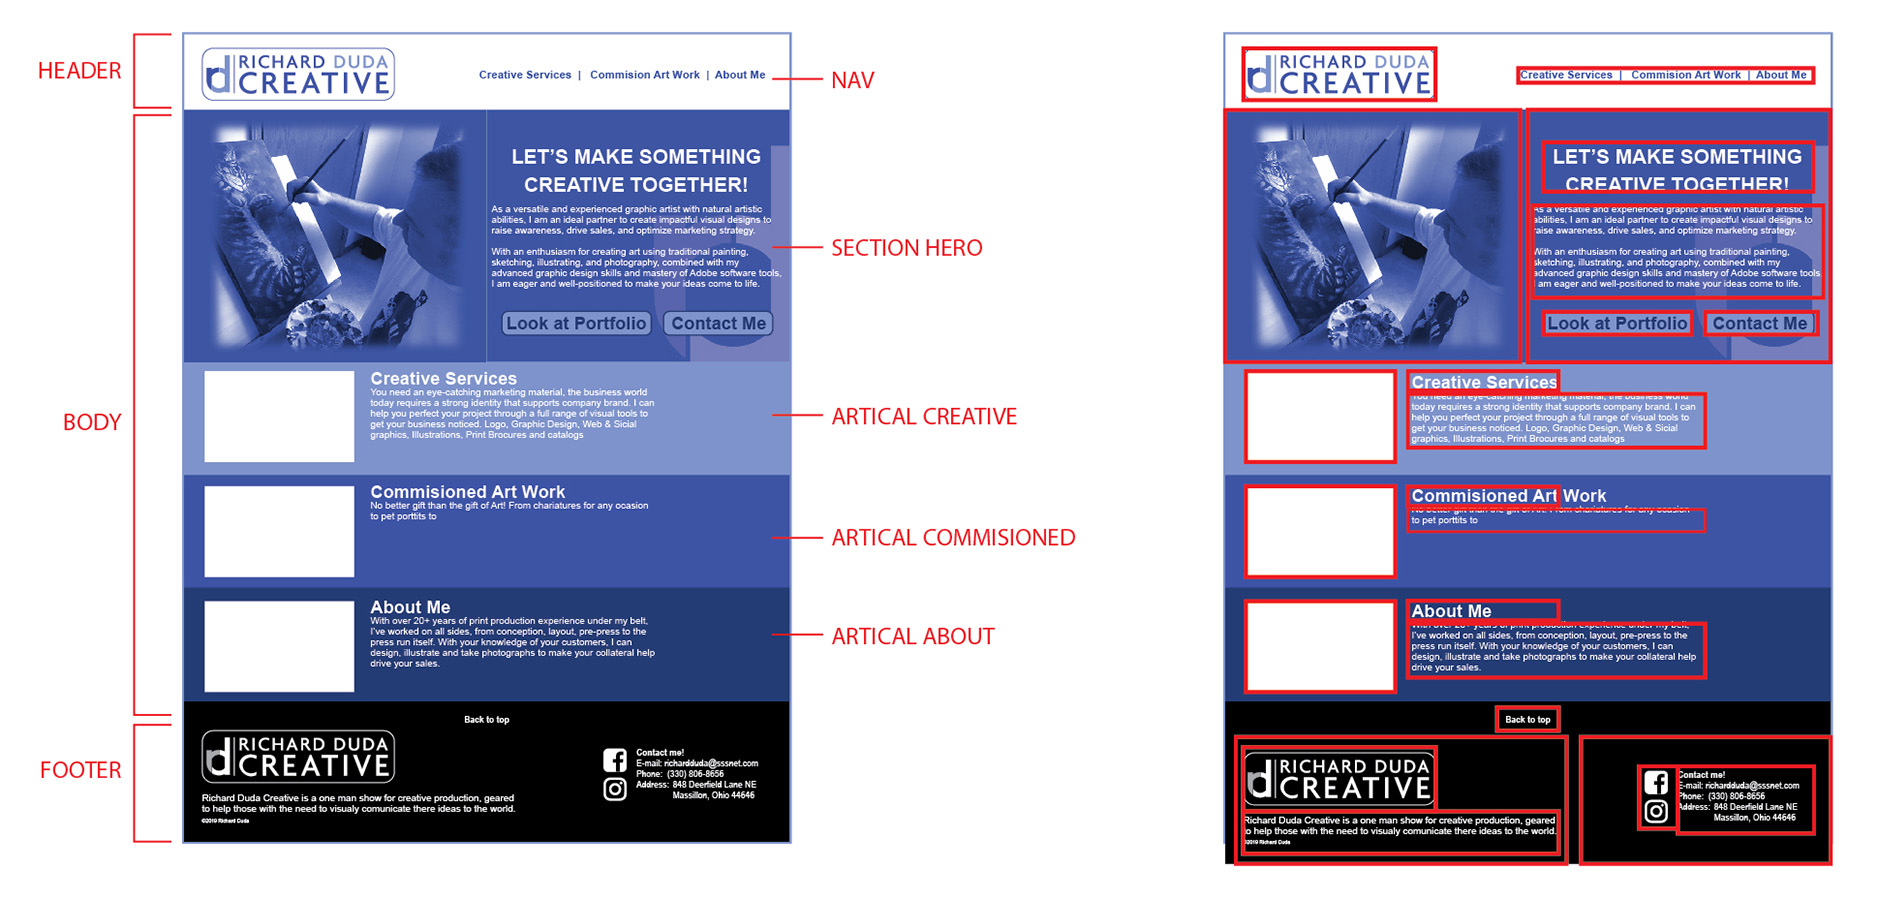 HEADER
RICHARD DUDA
CREATIVE
Creative Services | Commision Art Work | About Me
NAV
BODY
LET'S MAKE SOMETHING
CREATIVE TOGETHER!
As a versatile and experienced graphic artist with natural artistic
abilities, I am an ideal partner to create impactful visual designs to
raise awareness, drive sales, and optimize marketing strategy.
With an enthusiasm for creating art using traditional painting,
sketching, illustrating, and photography, combined with my
advanced graphic design skills and mastery of Adobe software tools,
I am eager and well-positioned to make your ideas come to life.
Look at Portfolio
Contact Me
SECTION HERO
Creative Services
You need an eye-catching marketing material, the business world
today requires a strong identity that supports company brand. I can
help you perfect your project through a full range of visual tools to
get your business noticed. Logo, Graphic Design, Web & Sicial
graphics, Illustrations, Print Brocures and catalogs
ARTICAL CREATIVE
Commisioned Art Work
No better gift than the gift of Art! From chariatures for any ocasion
to pet porttits to
ARTICAL COMMISIONED
About Me
With over 20+ years of print production experience under my belt,
I've worked on all sides, from conception, layout, pre-press to the
press run itself. With your knowledge of your customers, I can
design, illustrate and take photographs to make your collateral help
drive your sales.
ARTICAL ABOUT
FOOTER
Back to top
RICHARD DUDA
CREATIVE
Richard Duda Creative is a one man show for creative production, geared
to help those with the need to visualy comunicate there ideas to the world.
©2019 Richard Duda
Contact me!
E-mail: richardduda@sssnet.com
Phone: (330) 806-8656
Address: 848 Deerfield Lane NE
Massillon, Ohio 44646
RICHARD DUDA
CREATIVE
Creative Services | Commision Art Work | About Me
LET'S MAKE SOMETHING
CREATIVE TOGETHER!
As a versatile and experienced graphic artist with natural artistic
abilities, I am an ideal partner to create impactful visual designs to
raise awareness, drive sales, and optimize marketing strategy.
With an enthusiasm for creating art using traditional painting,
sketching, illustrating, and photography, combined with my
advanced graphic design skills and mastery of Adobe software tools
I am eager and well-positioned to make your ideas come to life.
Look at Portfolio
Contact Me
Creative Services
You need an eye-catching marketing material, the business world
today requires a strong identity that supports company brand. I can
help you perfect your project through a full range of visual tools to
get your business noticed. Logo, Graphic Design, Web & Sicial
graphics, Illustrations, Print Brocures and catalogs
Commisioned Art Work
No better gift than the gift of Art! From chariatures for any ocasion
to pet porttits to
About Me
With over 20+ years of print production experience under my belt,
I've worked on all sides, from conception, layout, pre-press to the
press run itself. With your knowledge of your customers, I can
design, illustrate and take photographs to make your collateral help
drive your sales.
Back to top
RICHARD DUDA
CREATIVE
Richard Duda Creative is a one man show for creative production, geared
to help those with the need to visualy comunicate there ideas to the world.
©2019 Richard Duda
Contact me!
E-mail: richardduda@sssnet.com
Phone: (330) 806-8656
Address: 848 Deerfield Lane NE
Massillon, Ohio 44646